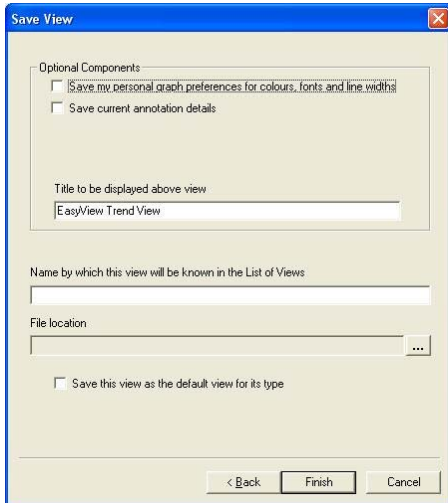 Save View
Optional Components
Save my personal graph preferences for colours, fonts and line widths
Save current annotation details
Title to be displayed above view
EasyView Trend View
Name by which this view will be known in the List of Views
File location
...
Save this view as the default view for its type
< Back Finish Cancel